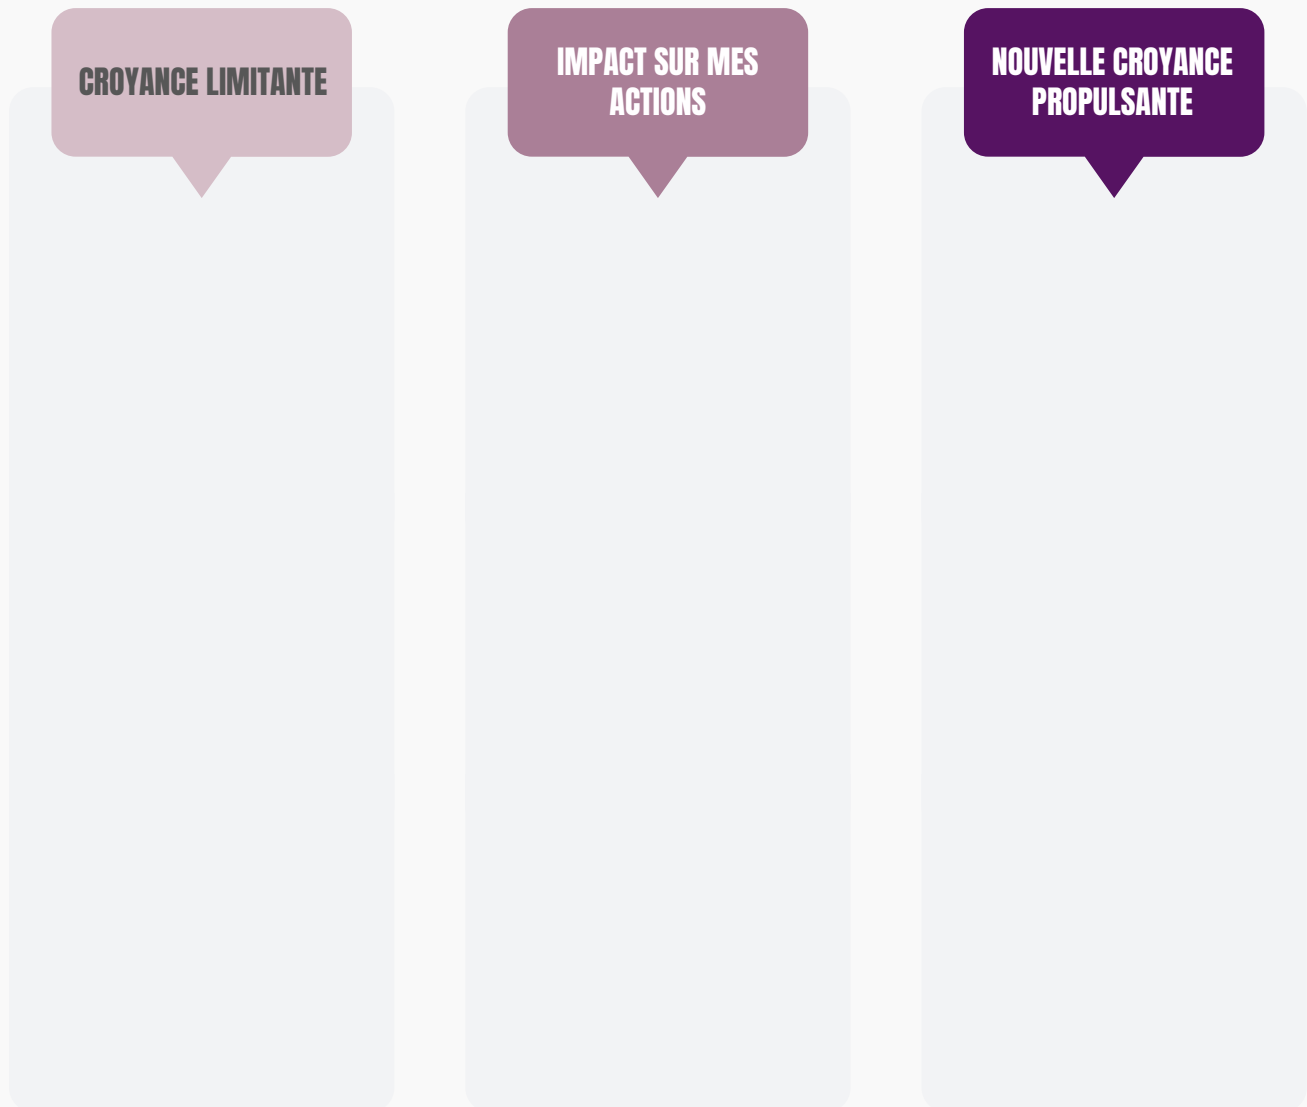 CROYANCE LIMITANTE
IMPACT SUR MES
ACTIONS
NOUVELLE CROYANCE
PROPULSANTE